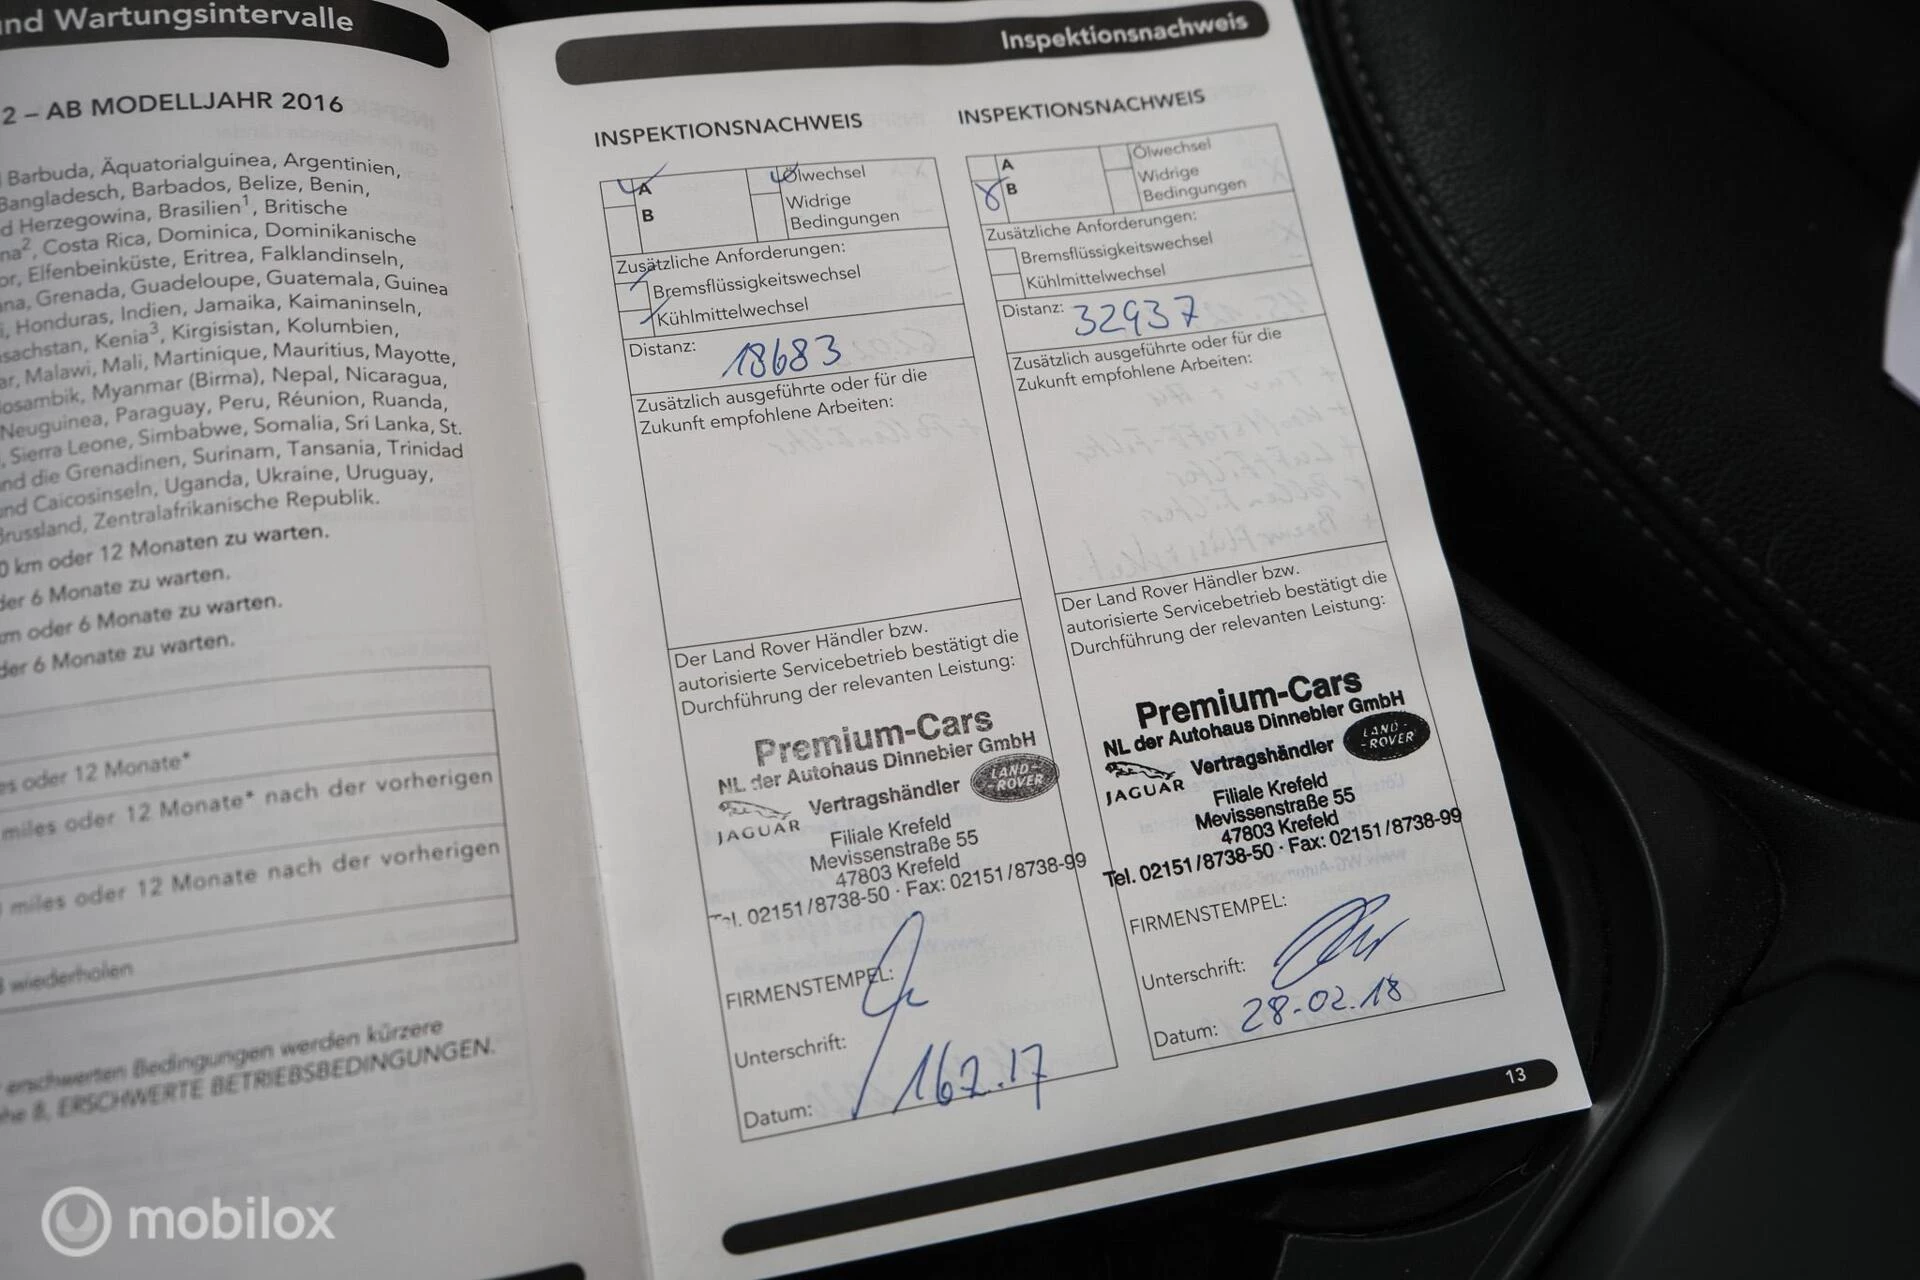 und Wartungsintervalle
2 – AB MODELLJAHR 2016
Barbuda, Äquatorialguinea, Argentinien,
Bangladesch, Barbados, Belize, Benin,
d Herzegowina, Brasilien¹, Britische
na², Costa Rica, Dominica, Dominikanische
or, Elfenbeinküste, Eritrea, Falklandinseln,
ana, Grenada, Guadeloupe, Guatemala, Guinea
i, Honduras, Indien, Jamaika, Kaimaninseln,
sachstan, Kenia³, Kirgisistan, Kolumbien,
ar, Malawi, Mali, Martinique, Mauritius, Mayotte,
Mosambik, Myanmar (Birma), Nepal, Nicaragua,
Neuguinea, Paraguay, Peru, Réunion, Ruanda,
, Sierra Leone, Simbabwe, Somalia, Sri Lanka, St.
nd die Grenadinen, Surinam, Tansania, Trinidad
und Caicosinseln, Uganda, Ukraine, Uruguay,
russland, Zentralafrikanische Republik.
0 km oder 12 Monaten zu warten.
der 6 Monate zu warten.
km oder 6 Monate zu warten.
der 6 Monate zu warten.
es oder 12 Monate*
miles oder 12 Monate* nach der vorherigen
miles oder 12 Monate nach der vorherigen
wiederholen
erschwerten Bedingungen werden kürzere
he 8, ERSCHWERTE BETRIEBSBEDINGUNGEN.
Inspektionsnachweis
INSPEKTIONSNACHWEIS
A
B
Ölwechsel
Widrige
Bedingungen
Zusätzliche Anforderungen:
Bremsflüssigkeitswechsel
Kühlmittelwechsel
Distanz: 18683
Zusätzlich ausgeführte oder für die
Zukunft empfohlene Arbeiten:
Der Land Rover Händler bzw.
autorisierte Servicebetrieb bestätigt die
Durchführung der relevanten Leistung:
Premium-Cars
NL der Autohaus Dinnebier GmbH
JAGUAR
Vertragshändler
LAND-
ROVER
Filiale Krefeld
Mevissenstraße 55
47803 Krefeld
Tel. 02151/8738-50 · Fax: 02151/8738-99
FIRMENSTEMPEL:
Unterschrift:
Datum: 162.17
INSPEKTIONSNACHWEIS
A
B
Ölwechsel
Widrige
Bedingungen
Zusätzliche Anforderungen:
Bremsflüssigkeitswechsel
Kühlmittelwechsel
Distanz: 32937
Zusätzlich ausgeführte oder für die
Zukunft empfohlene Arbeiten:
Der Land Rover Händler bzw.
autorisierte Servicebetrieb bestätigt die
Durchführung der relevanten Leistung:
Premium-Cars
NL der Autohaus Dinnebier GmbH
JAGUAR
Vertragshändler
LAND-
-ROVER
Filiale Krefeld
Mevissenstraße 55
47803 Krefeld
Tel. 02151/8738-50 · Fax: 02151/8738-99
FIRMENSTEMPEL:
Unterschrift:
Datum: 28.02.18
13
mobilox